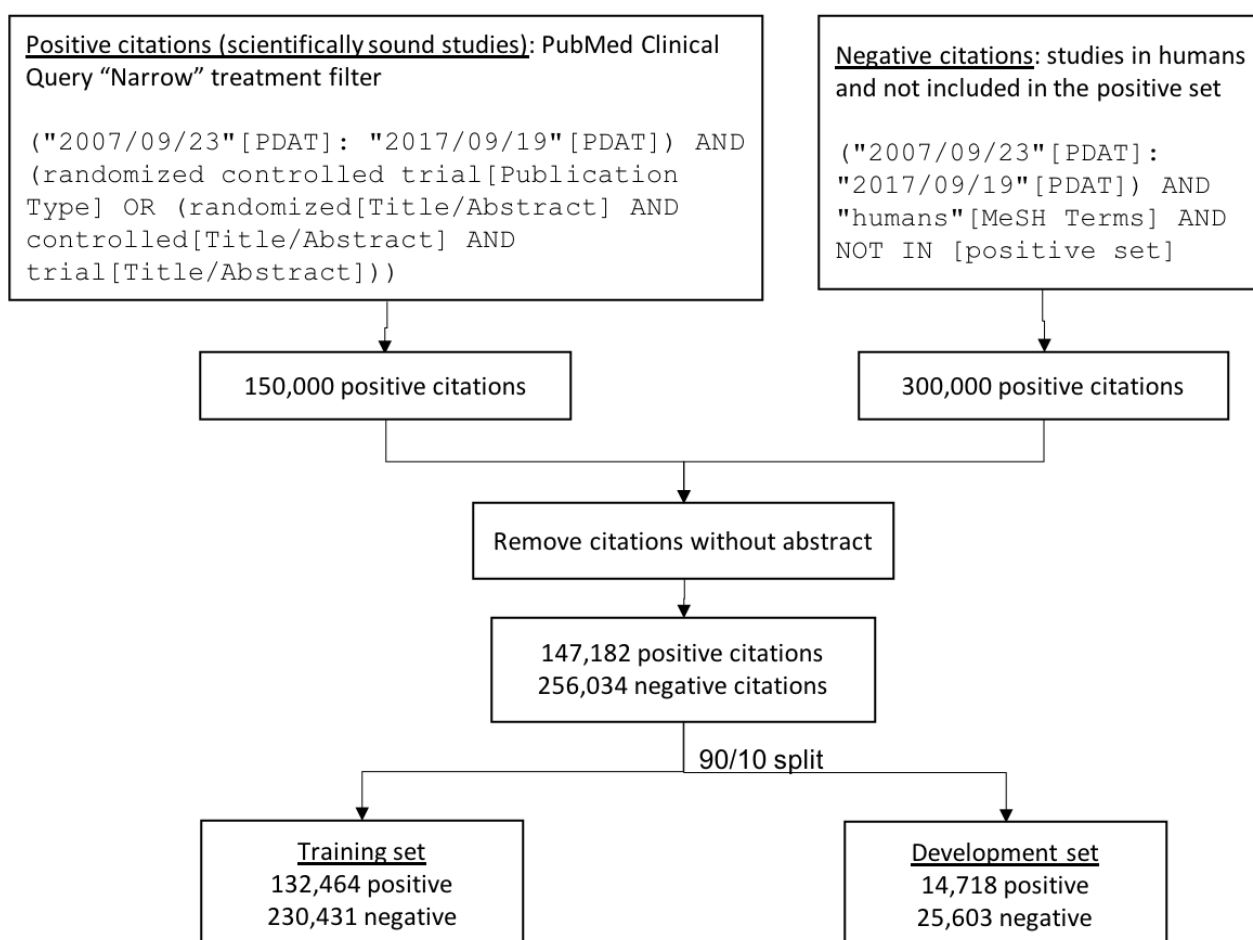 Positive citations (scientifically sound studies): PubMed Clinical
Query “Narrow” treatment filter
("2007/09/23"[PDAT]: "2017/09/19"[PDAT]) AND
(randomized controlled trial[Publication
Type] OR (randomized[Title/Abstract] AND
controlled[Title/Abstract] AND
trial[Title/Abstract]))
Negative citations: studies in humans
and not included in the positive set
("2007/09/23"[PDAT]:
"2017/09/19"[PDAT]) AND
"humans"[MeSH Terms] AND
NOT IN [positive set]
150,000 positive citations
300,000 positive citations
Remove citations without abstract
147,182 positive citations
256,034 negative citations
90/10 split
Training set
132,464 positive
230,431 negative
Development set
14,718 positive
25,603 negative